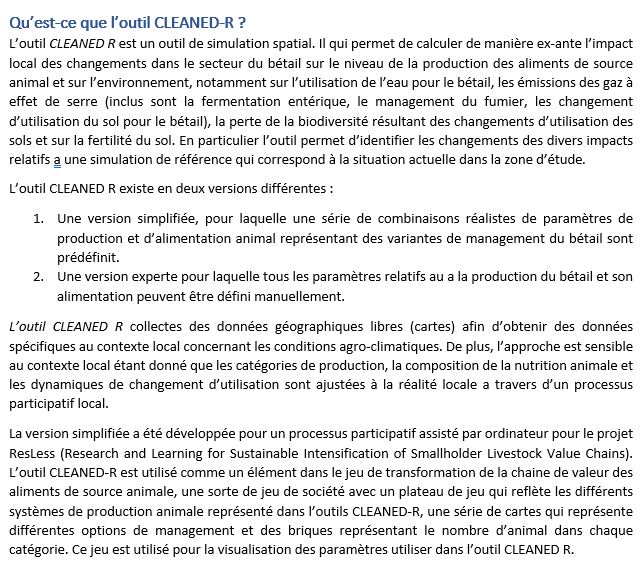 Qu’est-ce que l’outil CLEANED-R ?
L’outil CLEANED R est un outil de simulation spatial. Il qui permet de calculer de manière ex-ante l’impact
local des changements dans le secteur du bétail sur le niveau de la production des aliments de source
animal et sur l’environnement, notamment sur l’utilisation de l’eau pour le bétail, les émissions des gaz à
effet de serre (inclus sont la fermentation entérique, le management du fumier, les changement
d’utilisation du sol pour le bétail), la perte de la biodiversité résultant des changements d’utilisation des
sols et sur la fertilité du sol. En particulier l’outil permet d’identifier les changements des divers impacts
relatifs a une simulation de référence qui correspond à la situation actuelle dans la zone d’étude.
L’outil CLEANED R existe en deux versions différentes :
1. Une version simplifiée, pour laquelle une série de combinaisons réalistes de paramètres de
production et d’alimentation animal représentant des variantes de management du bétail sont
prédéfinit.
2. Une version experte pour laquelle tous les paramètres relatifs au a la production du bétail et son
alimentation peuvent être défini manuellement.
L’outil CLEANED R collectes des données géographiques libres (cartes) afin d’obtenir des données
spécifiques au contexte local concernant les conditions agro-climatiques. De plus, l’approche est sensible
au contexte local étant donné que les catégories de production, la composition de la nutrition animale et
les dynamiques de changement d’utilisation sont ajustées à la réalité locale a travers d’un processus
participatif local.
La version simplifiée a été développée pour un processus participatif assisté par ordinateur pour le projet
ResLess (Research and Learning for Sustainable Intensification of Smallholder Livestock Value Chains).
L’outil CLEANED-R est utilisé comme un élément dans le jeu de transformation de la chaine de valeur des
aliments de source animale, une sorte de jeu de société avec un plateau de jeu qui reflète les différents
systèmes de production animale représenté dans l’outils CLEANED-R, une série de cartes qui représente
différentes options de management et des briques représentant le nombre d’animal dans chaque
catégorie. Ce jeu est utilisé pour la visualisation des paramètres utiliser dans l’outil CLEANED R.